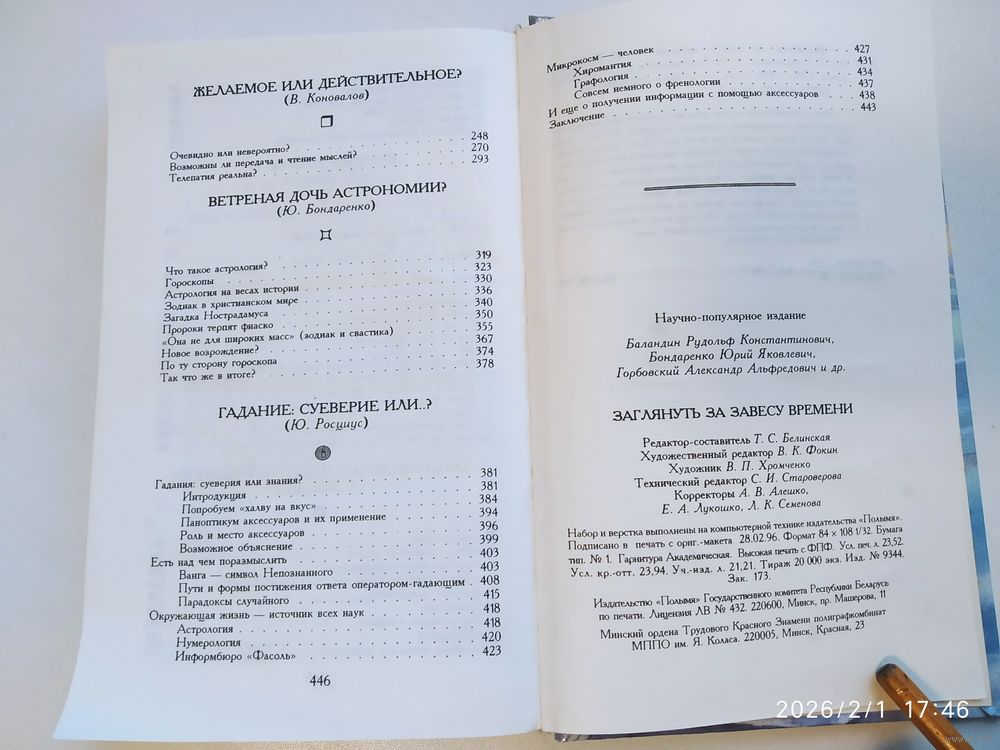 ЖЕЛАЕМОЕ ИЛИ ДЕЙСТВИТЕЛЬНОЕ?
(В. Коновалов)
Очевидно или невероятно? 248
Возможны ли передача и чтение мыслей? 270
Телепатия реальна? 293
ВЕТРЕНАЯ ДОЧЬ АСТРОНОМИИ?
(Ю. Бондаренко)
Что такое астрология? 319
Гороскопы 323
Астрология на весах истории 330
Зодиак в христианском мире 336
Загадка Нострадамуса 340
Пророки терпят фиаско 350
«Она не для широких масс» (зодиак и свастика) 355
Новое возрождение? 367
По ту сторону гороскопа 374
Так что же в итоге? 378
ГАДАНИЕ: СУЕВЕРИЕ ИЛИ..?
(Ю. Росциус)
Гадания: суеверия или знания? 381
Интродукция 381
Попробуем «халву на вкус» 384
Паноптикум аксессуаров и их применение 394
Роль и место аксессуаров 396
Возможное объяснение 399
Есть над чем поразмыслить 403
Ванга — символ Непознанного 403
Пути и формы постижения ответа оператором-гадающим 408
Парадоксы случайного 415
Окружающая жизнь — источник всех наук 418
Астрология 418
Нумерология 420
Информбюро «Фасоль» 423
446
Микрокосм — человек 427
Хиромантия 431
Графология 434
Совсем немного о френологии 437
И еще о получении информации с помощью аксессуаров 438
Заключение 443
Научно-популярное издание
Баландин Рудольф Константинович,
Бондаренко Юрий Яковлевич,
Горбовский Александр Альфредович и др.
ЗАГЛЯНУТЬ ЗА ЗАВЕСУ ВРЕМЕНИ
Редактор-составитель Т. С. Белинская
Художественный редактор В. К. Фокин
Художник В. П. Хромченко
Технический редактор С. И. Староверова
Корректоры А. В. Алешко,
Е. А. Лукошко, Л. К. Семенова
Набор и верстка выполнены на компьютерной технике издательства «Полымя».
Подписано в печать с ориг.-макета 28.02.96. Формат 84 × 108 1/32. Бумага
тип. № 1. Гарнитура Академическая. Высокая печать с ФПФ. Усл. печ. л. 23,52.
Усл. кр.-отт. 23,94. Уч.-изд. л. 21,21. Тираж 20 000 экз. Изд. № 9344.
Зак. 173.
Издательство «Полымя» Государственного комитета Республики Беларусь
по печати. Лицензия ЛВ № 432. 220600, Минск, пр. Машерова, 11
Минский ордена Трудового Красного Знамени полиграфкомбинат
МППО им. Я. Коласа. 220005, Минск, Красная, 23
2026/2/1 17:46